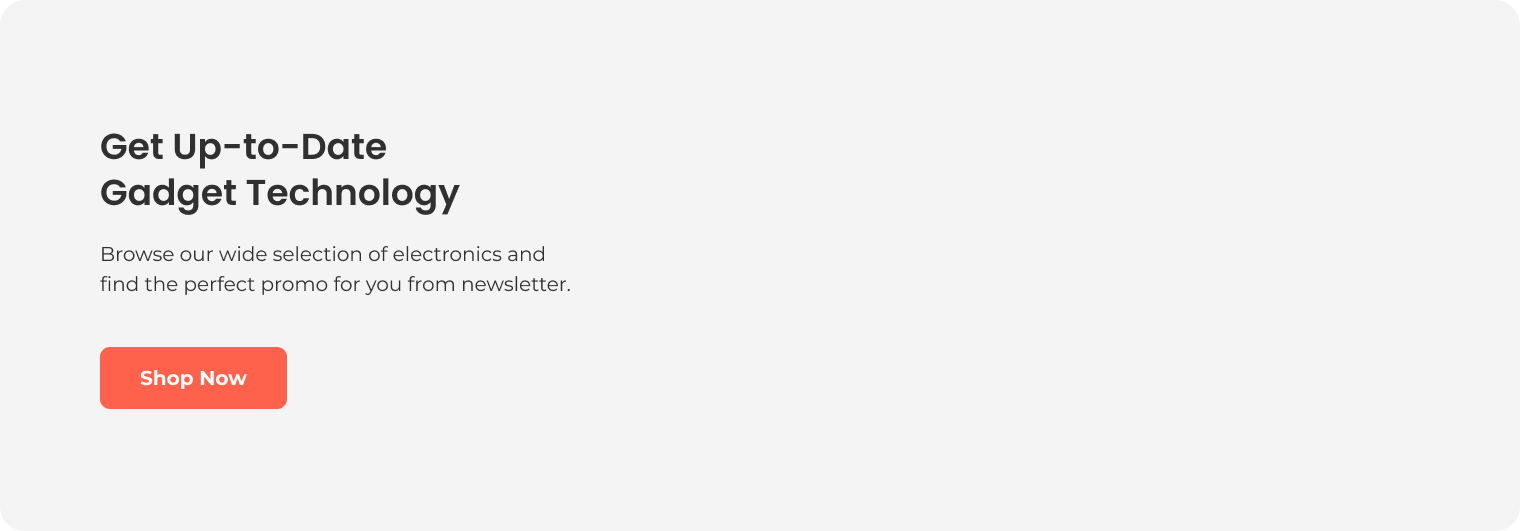 Get Up-to-Date
Gadget Technology
Browse our wide selection of electronics and
find the perfect promo for you from newsletter.
Shop Now